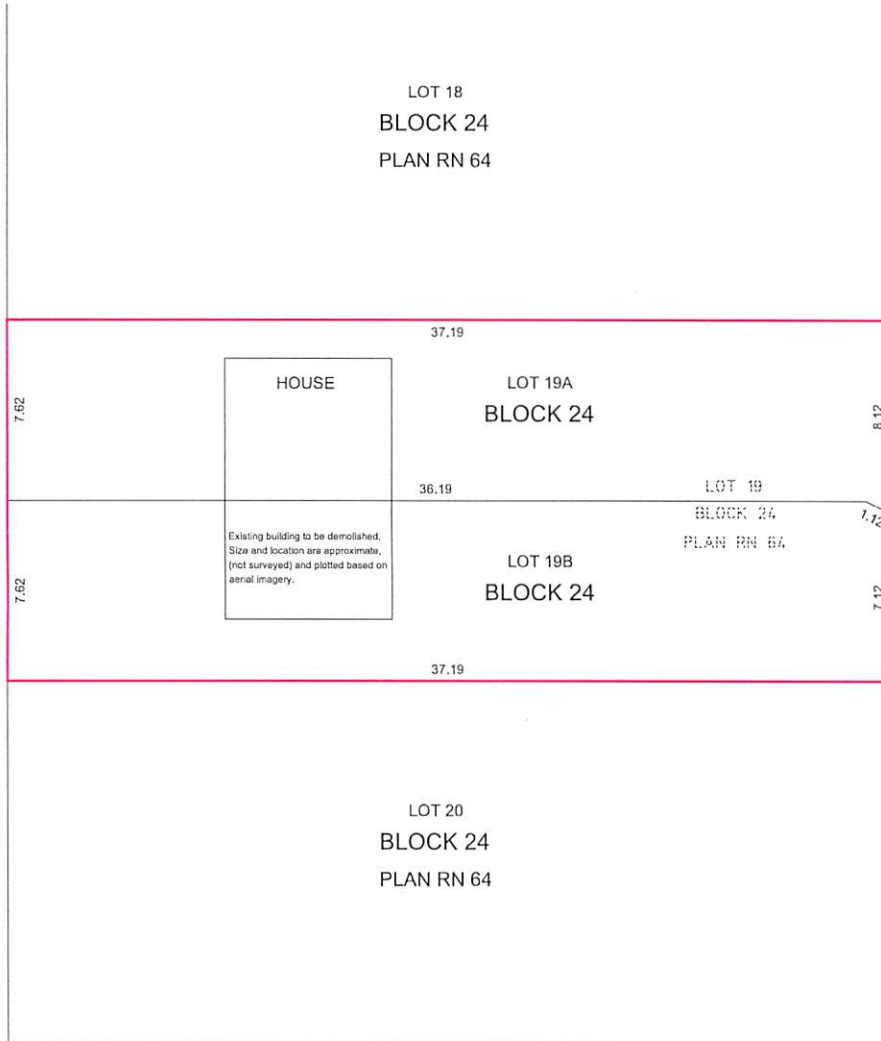 LOT 18
BLOCK 24
PLAN RN 64
37.19
HOUSE
LOT 19A
BLOCK 24
7.62
8.12
36.19
LOT 19
BLOCK 24
PLAN RN 64
1.12
Existing building to be demolished.
Size and location are approximate,
(not surveyed) and plotted based on
aerial imagery.
LOT 19B
BLOCK 24
7.62
7.12
37.19
LOT 20
BLOCK 24
PLAN RN 64